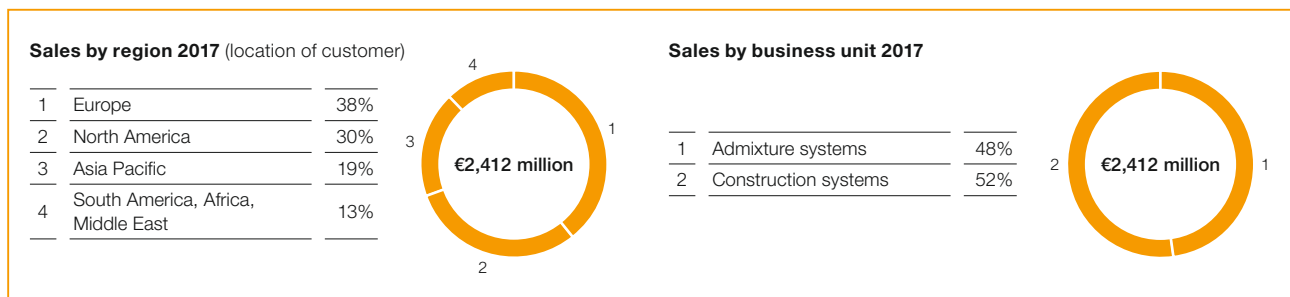 Sales by region 2017 (location of customer)
1 Europe 38%
2 North America 30%
3 Asia Pacific 19%
4 South America, Africa,
Middle East 13%
4
1
3
€2,412 million
2
Sales by business unit 2017
1 Admixture systems 48%
2 Construction systems 52%
2
€2,412 million
1